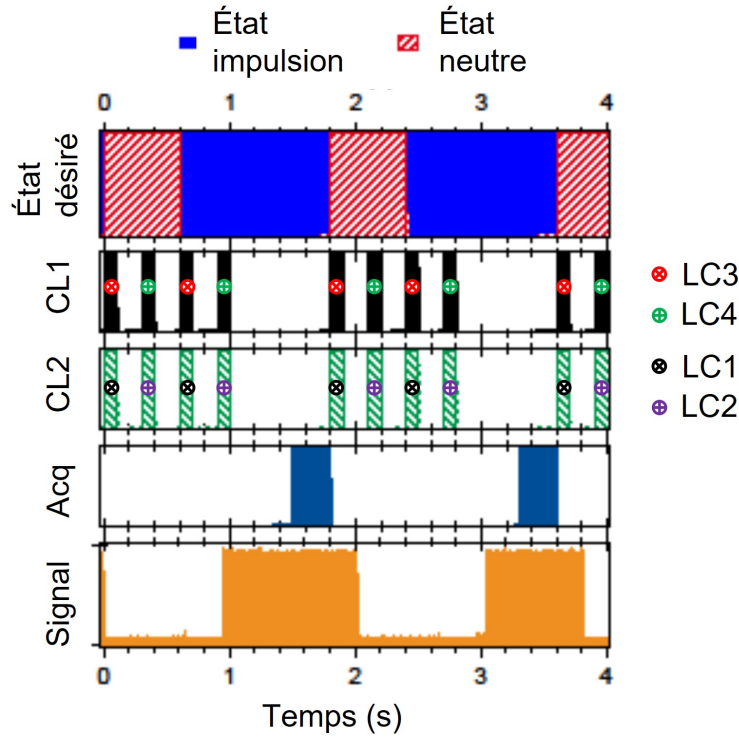 État
impulsion
État
neutre
0 1 2 3 4
État
désiré
CL1
LC3
LC4
CL2
LC1
LC2
Acq
Signal
0 1 2 3 4
Temps (s)